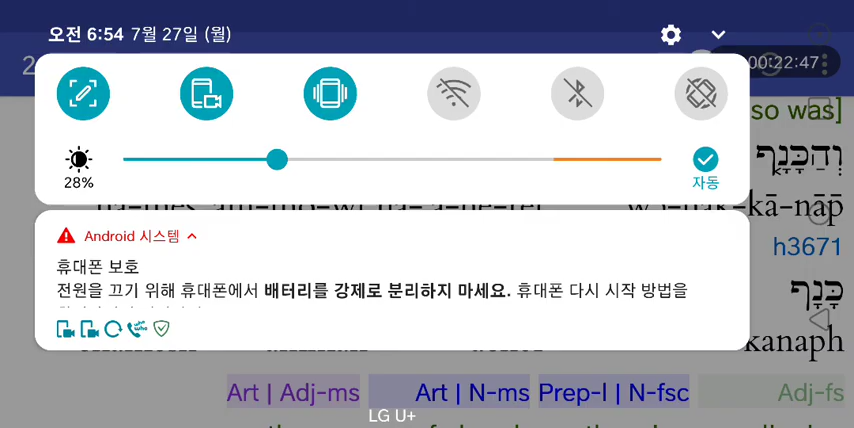 오전 6:54 7월 27일 (월)
00:22:47
so was]
28%
자동
וְהַכָּנָ֤ף
kā-nāp̄
h3671
כָּנָף
kanaph
Android 시스템
휴대폰 보호
전원을 끄기 위해 휴대폰에서 배터리를 강제로 분리하지 마세요. 휴대폰 다시 시작 방법을
Art | Adj-ms Art | N-ms Prep-l | N-fsc Adj-fs
LG U+